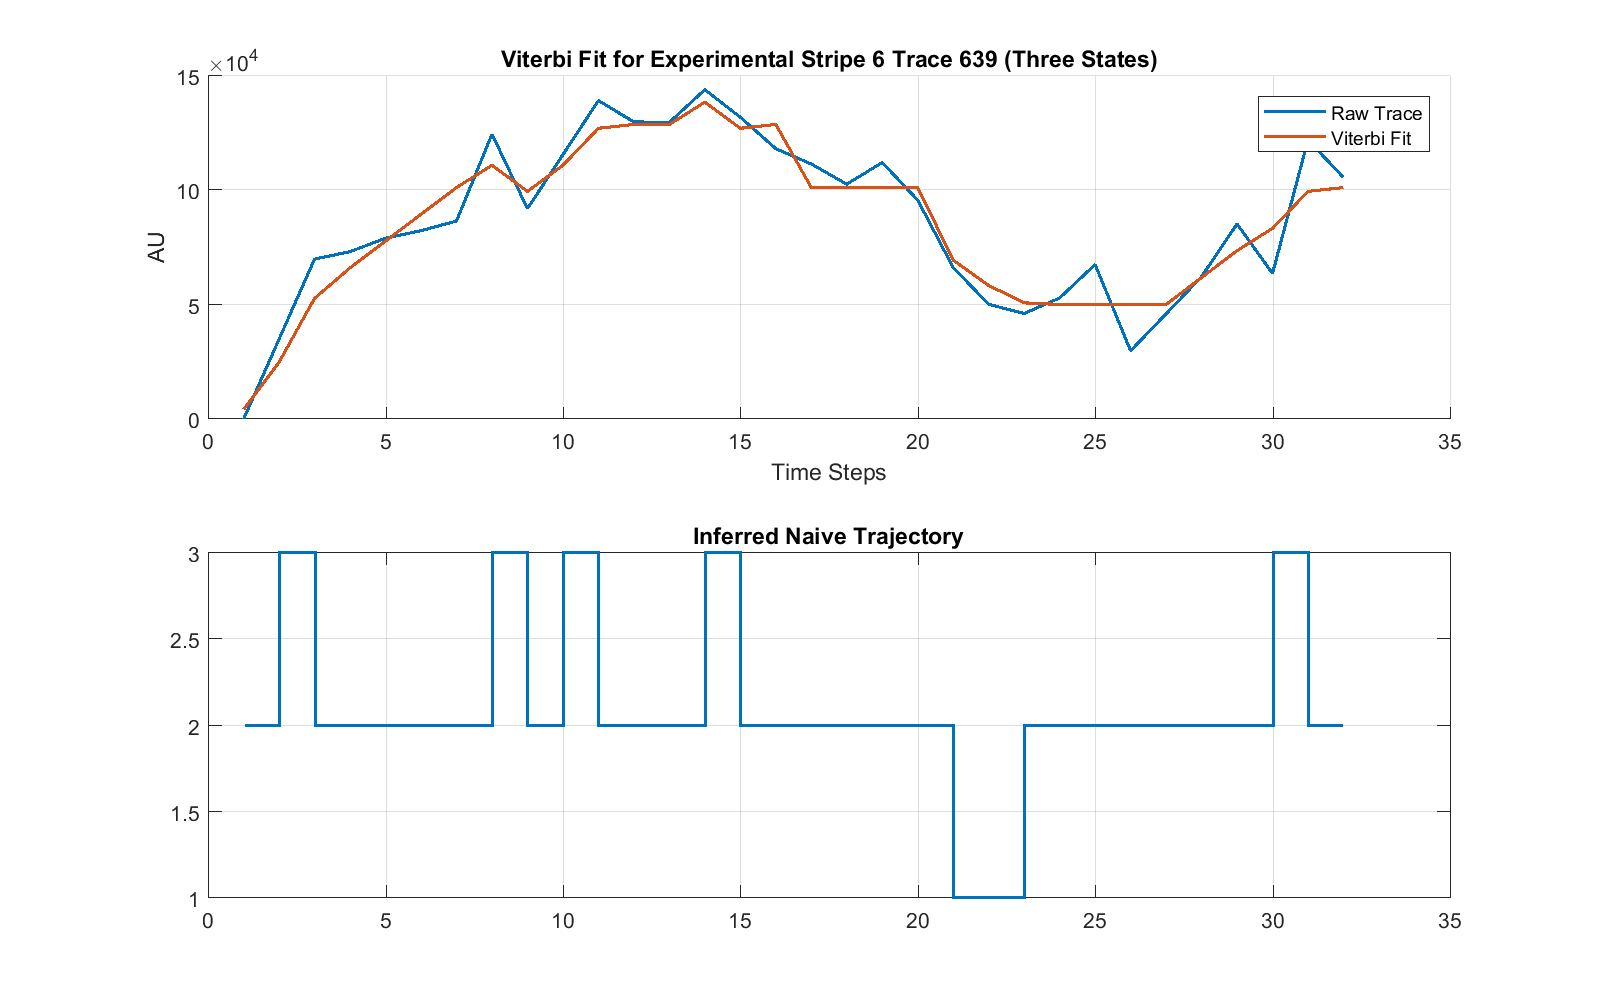 Viterbi Fit for Experimental Stripe 6 Trace 639 (Three States)
×10⁴
15
10
5
0
AU
0 5 10 15 20 25 30 35
Time Steps
Raw Trace
Viterbi Fit
Inferred Naive Trajectory
3
2.5
2
1.5
1
0 5 10 15 20 25 30 35